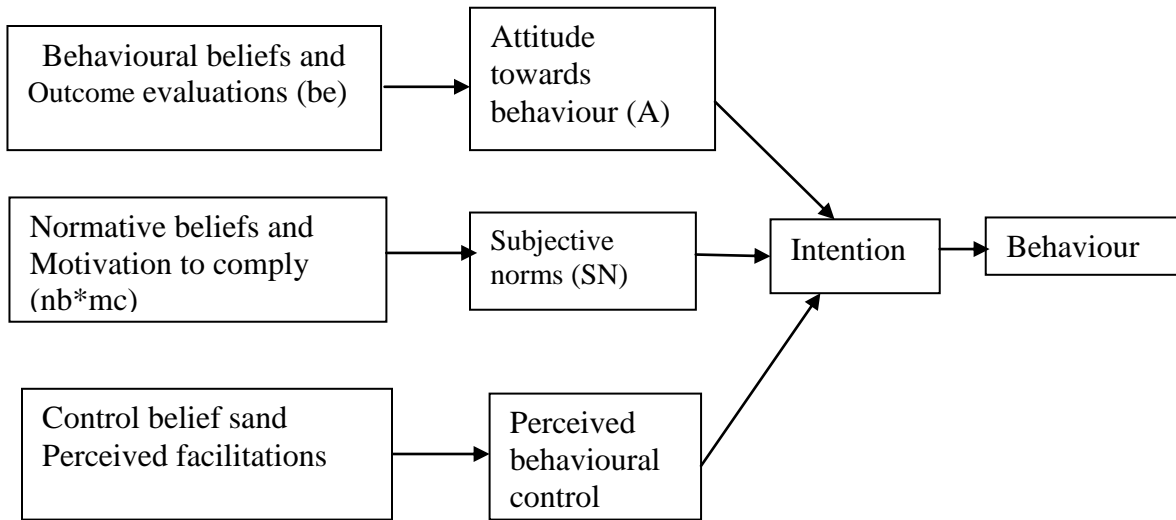 Behavioural beliefs and
Outcome evaluations (be)
Attitude
towards
behaviour (A)
Normative beliefs and
Motivation to comply
(nb*mc)
Subjective
norms (SN)
Intention
Behaviour
Control belief sand
Perceived facilitations
Perceived
behavioural
control